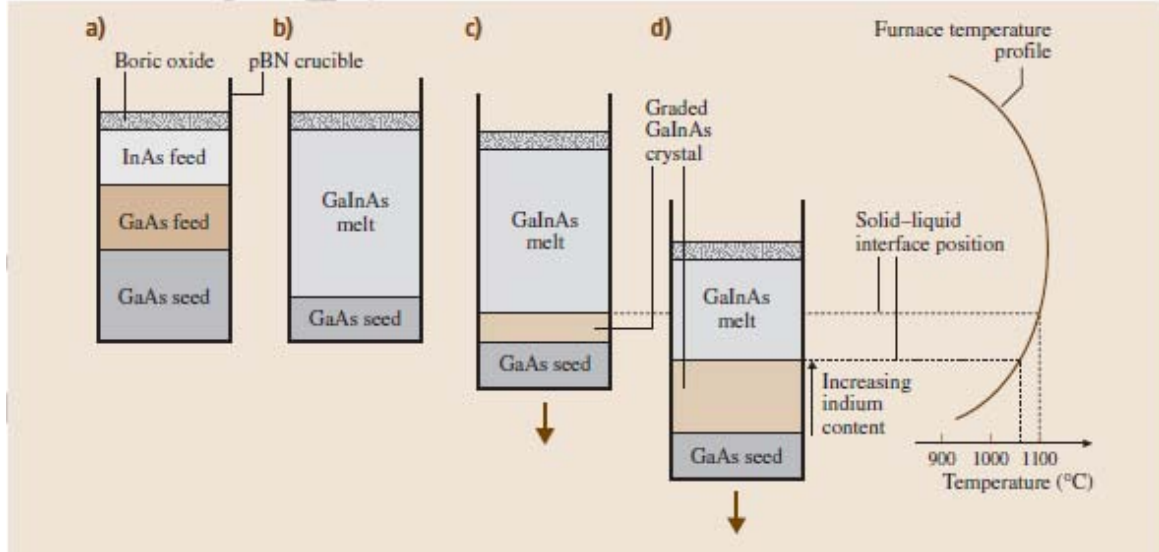 a)
Boric oxide
pBN crucible
InAs feed
GaAs feed
GaAs seed
b)
GaInAs
melt
GaAs seed
c)
GaInAs
melt
GaAs seed
d)
Graded
GaInAs
crystal
GaInAs
melt
GaAs seed
Increasing
indium
content
Solid–liquid
interface position
Furnace temperature
profile
900 1000 1100
Temperature (°C)